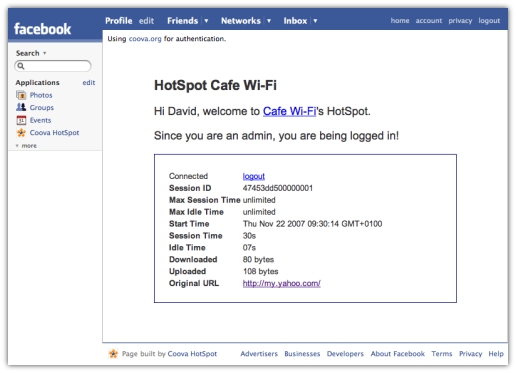 facebook
Profile edit Friends ▾ Networks ▾ Inbox ▾ home account privacy logout
Using coova.org for authentication.
Search ▾
Applications edit
Photos
Groups
Events
Coova HotSpot
▾ more
HotSpot Cafe Wi-Fi
Hi David, welcome to Cafe Wi-Fi's HotSpot.
Since you are an admin, you are being logged in!
Connected logout
Session ID 47453dd500000001
Max Session Time unlimited
Max Idle Time unlimited
Start Time Thu Nov 22 2007 09:30:14 GMT+0100
Session Time 30s
Idle Time 07s
Downloaded 80 bytes
Uploaded 108 bytes
Original URL http://my.yahoo.com/
Page built by Coova HotSpot Advertisers Businesses Developers About Facebook Terms Privacy Help